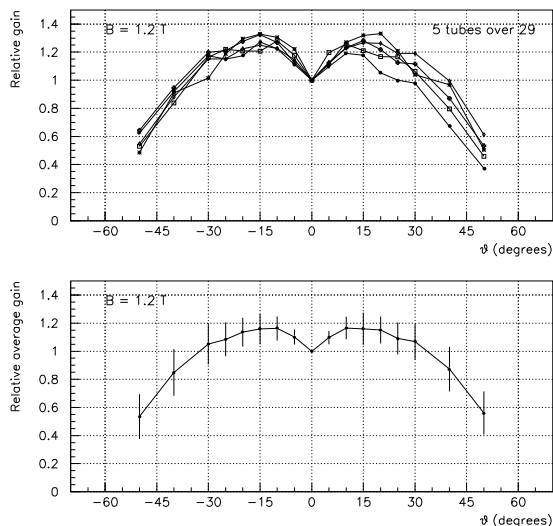 Relative gain
1.4
1.2
1
0.8
0.6
0.4
0.2
0
B = 1.2 T
5 tubes over 29
−60 −45 −30 −15 0 15 30 45 60
ϑ (degrees)
Relative average gain
1.4
1.2
1
0.8
0.6
0.4
0.2
0
B = 1.2 T
−60 −45 −30 −15 0 15 30 45 60
ϑ (degrees)